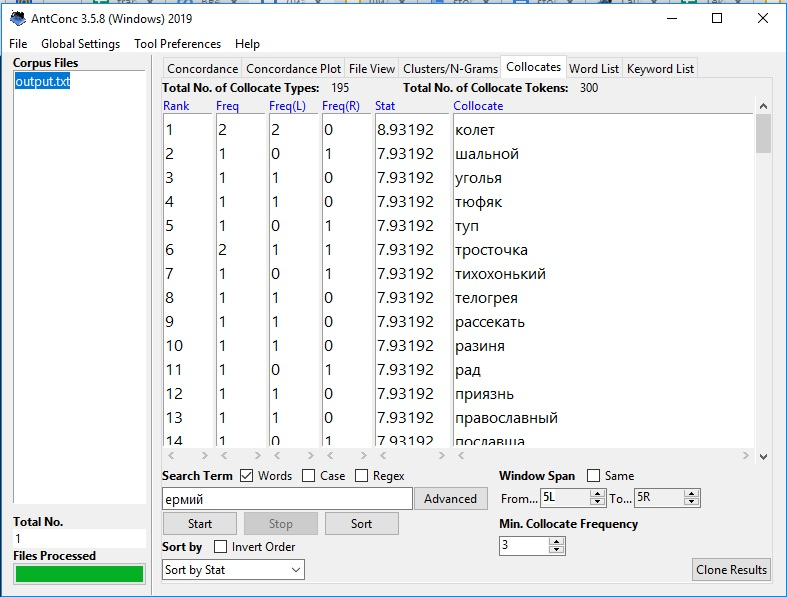 AntConc 3.5.8 (Windows) 2019
File Global Settings Tool Preferences Help
Corpus Files
output.txt
Concordance Concordance Plot File View Clusters/N-Grams Collocates Word List Keyword List
Total No. of Collocate Types: 195 Total No. of Collocate Tokens: 300
Rank Freq Freq(L) Freq(R) Stat Collocate
1 2 2 0 8.93192 колет
2 1 0 1 7.93192 шальной
3 1 1 0 7.93192 уголья
4 1 1 0 7.93192 тюфяк
5 1 0 1 7.93192 туп
6 2 1 1 7.93192 тросточка
7 1 0 1 7.93192 тихохонький
8 1 1 0 7.93192 телогрея
9 1 1 0 7.93192 рассекать
10 1 1 0 7.93192 разиня
11 1 0 1 7.93192 рад
12 1 1 0 7.93192 приязнь
13 1 1 0 7.93192 православный
14 1 0 1 7.93192
Search Term Words Case Regex Window Span Same
ермий Advanced From... 5L To... 5R
Start Stop Sort Min. Collocate Frequency
Sort by Invert Order 3
Sort by Stat Clone Results
Total No.
1
Files Processed